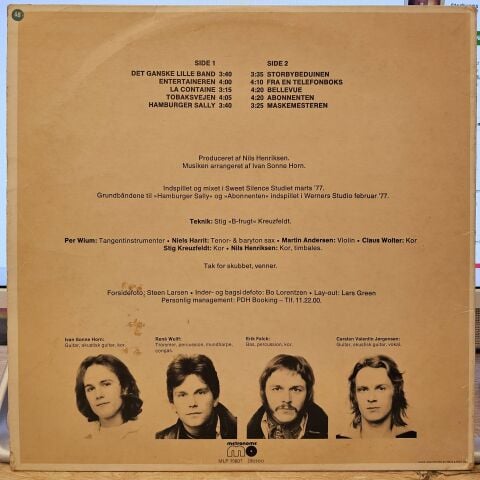 SIDE 1
DET GANSKE LILLE BAND 3:40
ENTERTAINEREN 4:00
LA CONTAINE 3:15
TOBAKSVEJEN 4:05
HAMBURGER SALLY 3:40
SIDE 2
3:35 STORBYBEDUINEN
4:10 FRA EN TELEFONBOKS
4:20 BELLEVUE
4:20 ABONNENTEN
3:25 MASKEMESTEREN
Produceret af Nils Henriksen.
Musiken arrangeret af Ivan Sonne Horn.
Indspillet og mixet i Sweet Silence Studiet marts '77.
Grundbåndene til »Hamburger Sally« og »Abonnenten« indspillet i Werners Studio februar '77.
Teknik: Stig »B-frugt« Kreuzfeldt.
Per Wium: Tangentinstrumenter • Niels Harrit: Tenor- & baryton sax • Martin Andersen: Violin • Claus Wolter: Kor
Stig Kreuzfeldt: Kor • Nils Henriksen: Kor, timbales.
Tak for skubbet, venner.
Forsidefoto: Steen Larsen • Inder- og bagsidefoto: Bo Lorentzen • Lay-out: Lars Green
Personlig management: PDH Booking – Tlf. 11.22.00.
Ivan Sonne Horn:
Guitar, akustisk guitar, kor.
René Wulff:
Trommer, percussion, mundharpe,
congas.
Erik Falck:
Bas, percussion, kor.
Carsten Valentin Jørgensen:
Guitar, akustisk guitar, vokal.
metronome